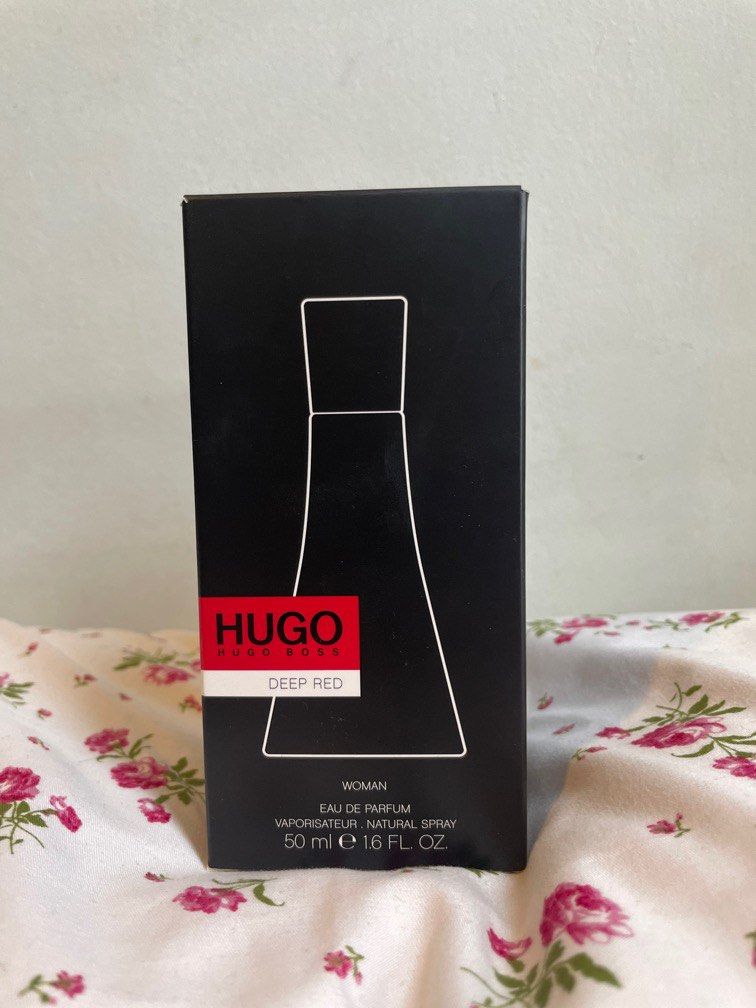 HUGO
HUGO BOSS
DEEP RED
WOMAN
EAU DE PARFUM
VAPORISATEUR . NATURAL SPRAY
50 ml ℮ 1.6 FL. OZ.